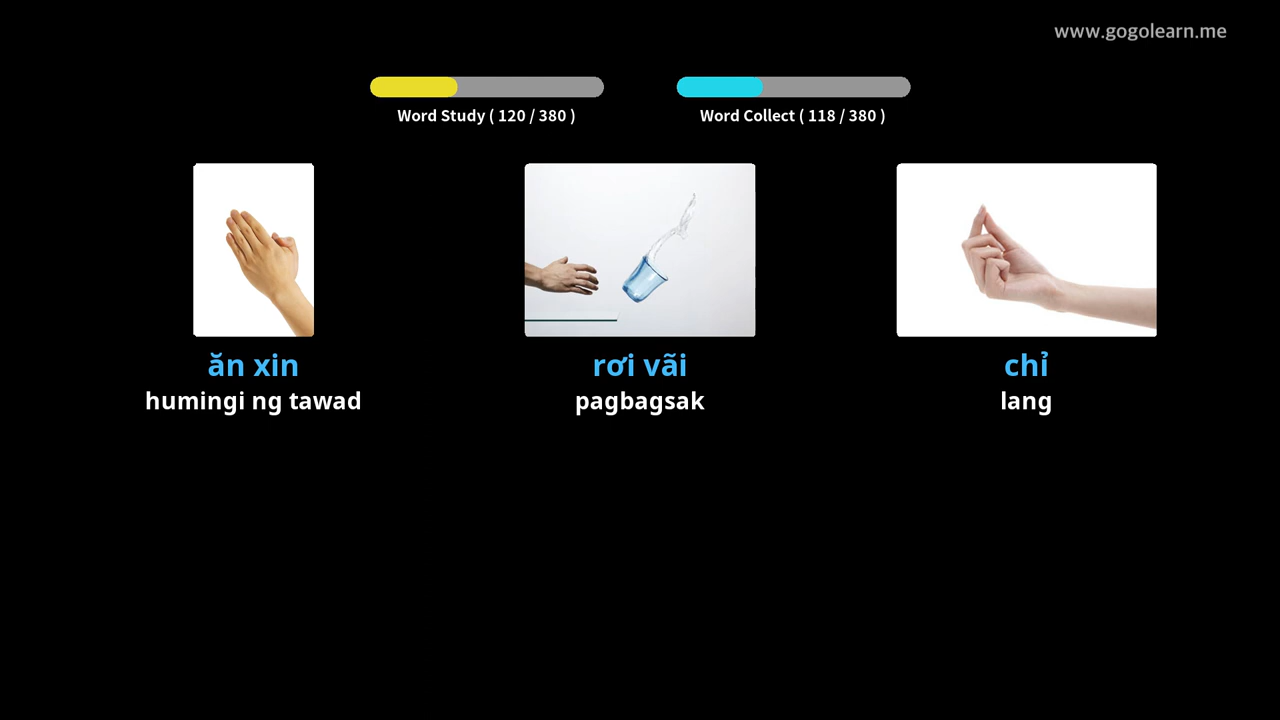 www.gogolearn.me
Word Study ( 120 / 380 )
Word Collect ( 118 / 380 )
ăn xin
humingi ng tawad
rơi vãi
pagbagsak
chỉ
lang